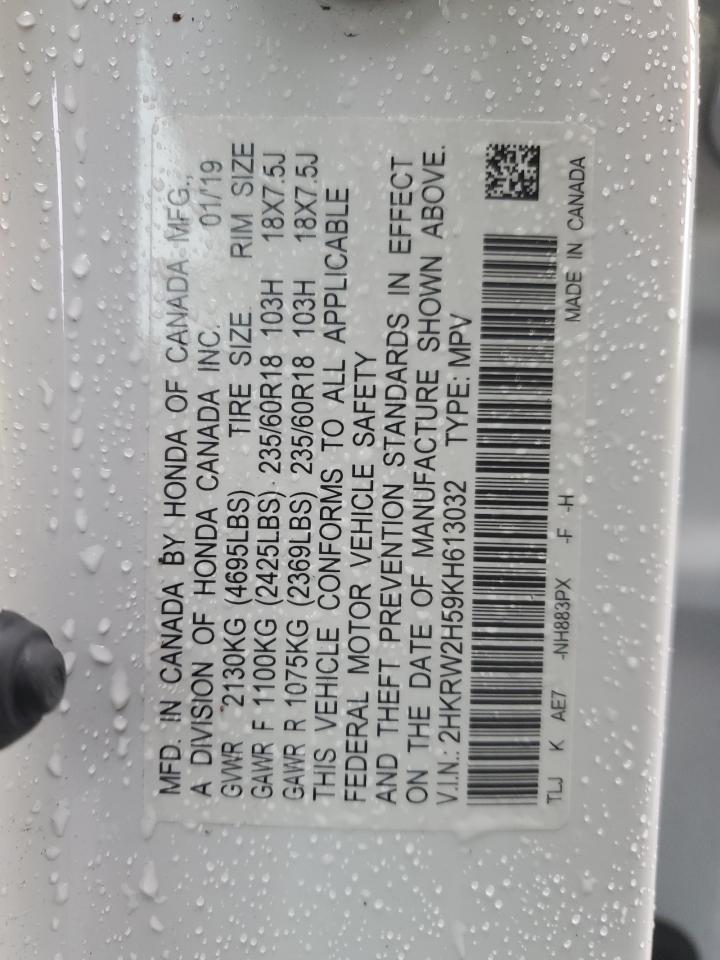 MFD. IN CANADA BY HONDA OF CANADA MFG.,
A DIVISION OF HONDA CANADA INC. 01/19
GVWR 2130KG (4695LBS) TIRE SIZE RIM SIZE
GAWR F 1100KG (2425LBS) 235/60R18 103H 18X7.5J
GAWR R 1075KG (2369LBS) 235/60R18 103H 18X7.5J
THIS VEHICLE CONFORMS TO ALL APPLICABLE
FEDERAL MOTOR VEHICLE SAFETY
AND THEFT PREVENTION STANDARDS IN EFFECT
ON THE DATE OF MANUFACTURE SHOWN ABOVE.
V.I.N.: 2HKRW2H59KH613032 TYPE: MPV
TLJ K AE7 -NH883PX -F -H MADE IN CANADA